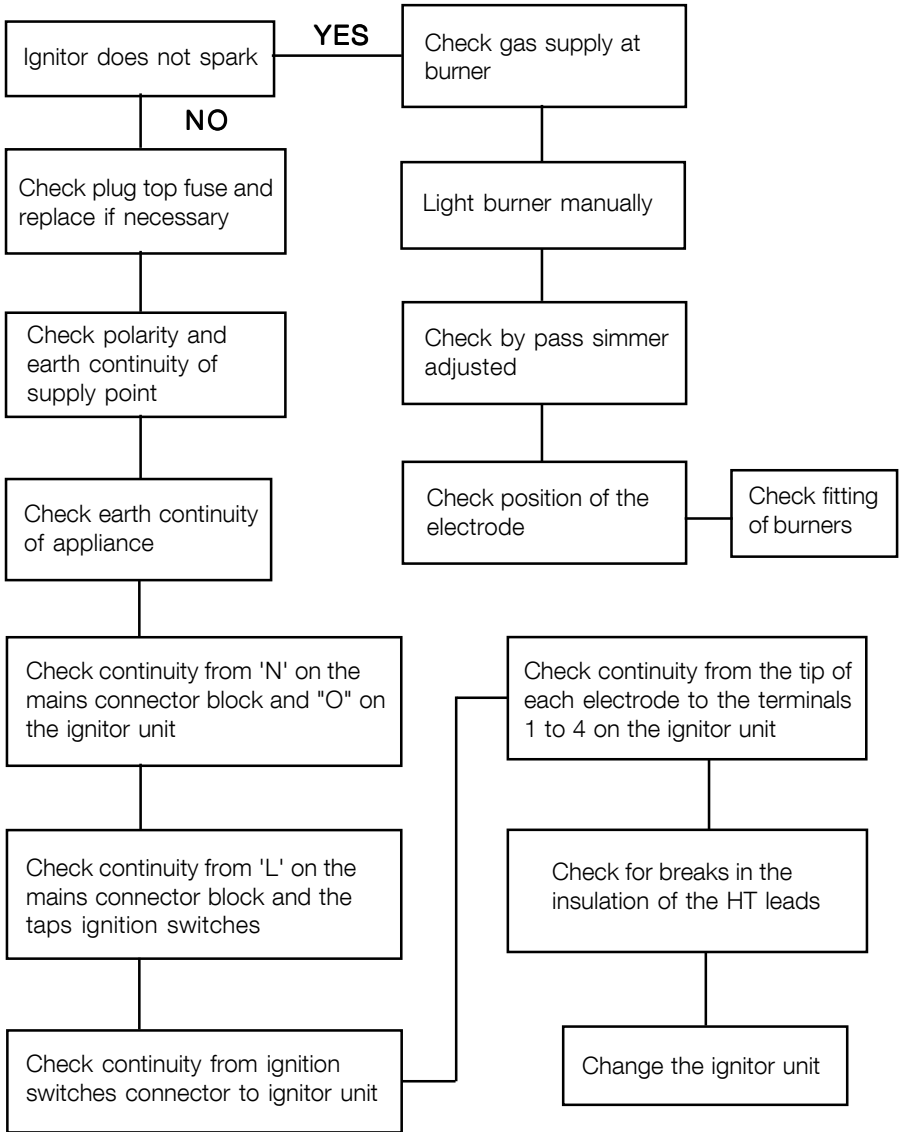 Ignitor does not spark
YES
Check gas supply at
burner
NO
Check plug top fuse and
replace if necessary
Light burner manually
Check polarity and
earth continuity of
supply point
Check by pass simmer
adjusted
Check earth continuity
of appliance
Check position of the
electrode
Check fitting
of burners
Check continuity from 'N' on the
mains connector block and "O" on
the ignitor unit
Check continuity from 'L' on the
mains connector block and the
taps ignition switches
Check continuity from ignition
switches connector to ignitor unit
Check continuity from the tip of
each electrode to the terminals
1 to 4 on the ignitor unit
Check for breaks in the
insulation of the HT leads
Change the ignitor unit